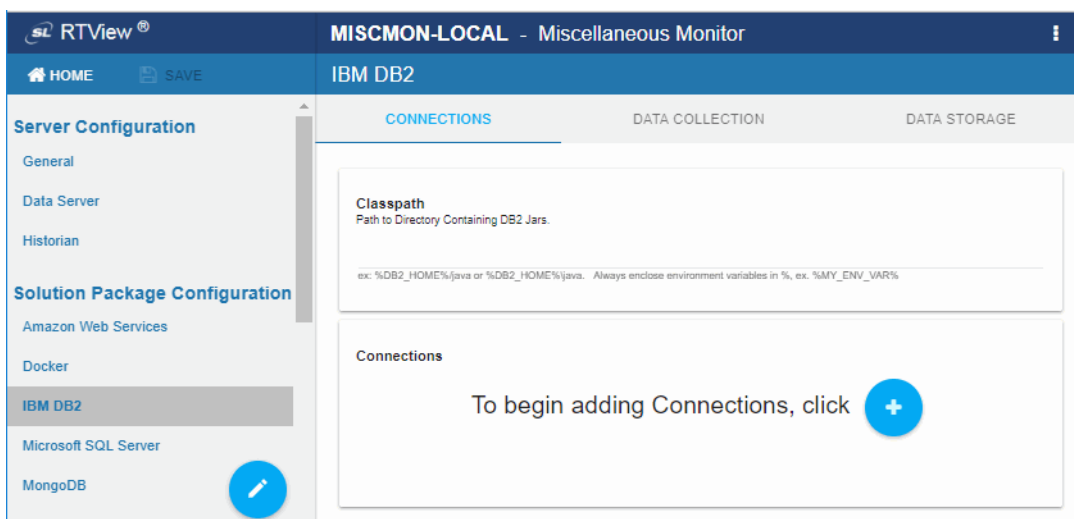 SL RTView ®
MISCMON-LOCAL - Miscellaneous Monitor
HOME
SAVE
IBM DB2
Server Configuration
General
Data Server
Historian
Solution Package Configuration
Amazon Web Services
Docker
IBM DB2
Microsoft SQL Server
MongoDB
CONNECTIONS
DATA COLLECTION
DATA STORAGE
Classpath
Path to Directory Containing DB2 Jars.
ex: %DB2_HOME%/java or %DB2_HOME%\java. Always enclose environment variables in %, ex. %MY_ENV_VAR%
Connections
To begin adding Connections, click